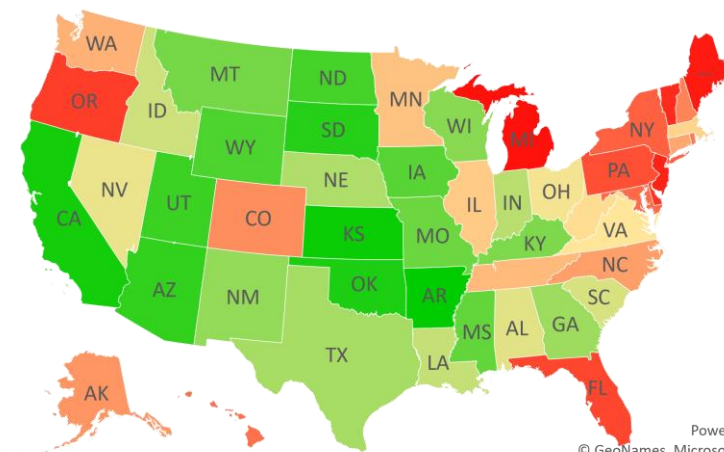 WA
MT
ND
MN
OR
ID
SD
WI
MI
NY
WY
IA
PA
NE
NV
UT
CO
IL
IN
OH
CA
KS
MO
KY
VA
NC
AZ
NM
OK
AR
SC
MS
AL
GA
TX
LA
AK
FL
Powe
© GeoNames, Microso